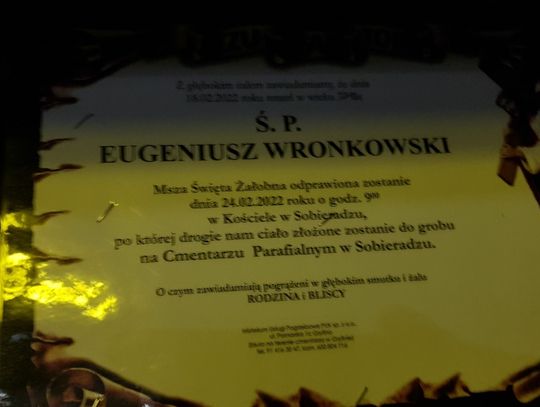 Z głębokim żalem zawiadamiamy, że dnia
18.02.2022 roku zmarł w wieku
Ś. P.
EUGENIUSZ WRONKOWSKI
Msza Święta Żałobna odprawiona zostanie
dnia 24.02.2022 roku o godz. 9⁰⁰
w Kościele w Sobieradzu,
po której drogie nam ciało złożone zostanie do grobu
na Cmentarzu Parafialnym w Sobieradzu.
O czym zawiadamiają pogrążeni w głębokim smutku i żalu
RODZINA i BLISCY
Usługi Pogrzebowe